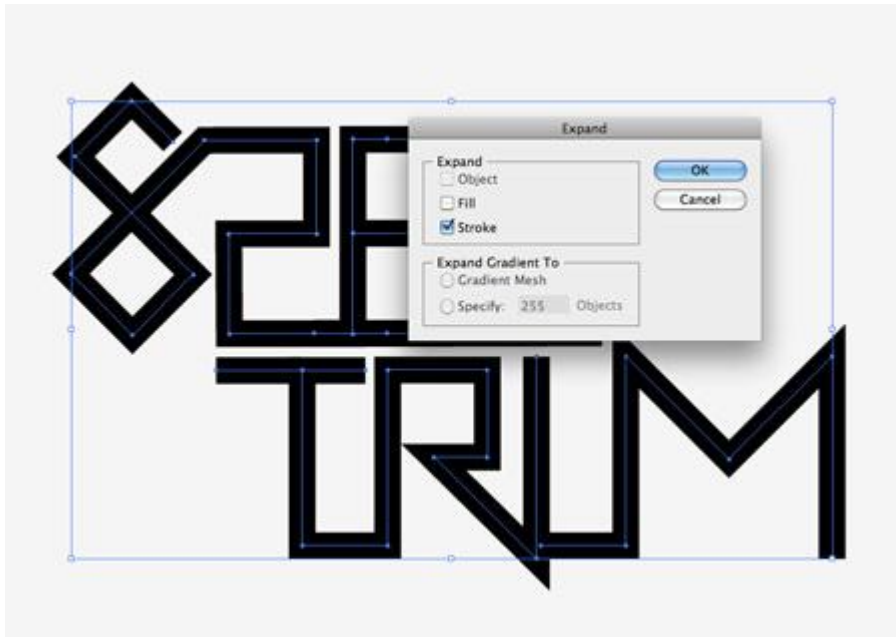 Expand
Expand
Object
Fill
Stroke
OK
Cancel
Expand Gradient To
Gradient Mesh
Specify: 255 Objects
TRUM